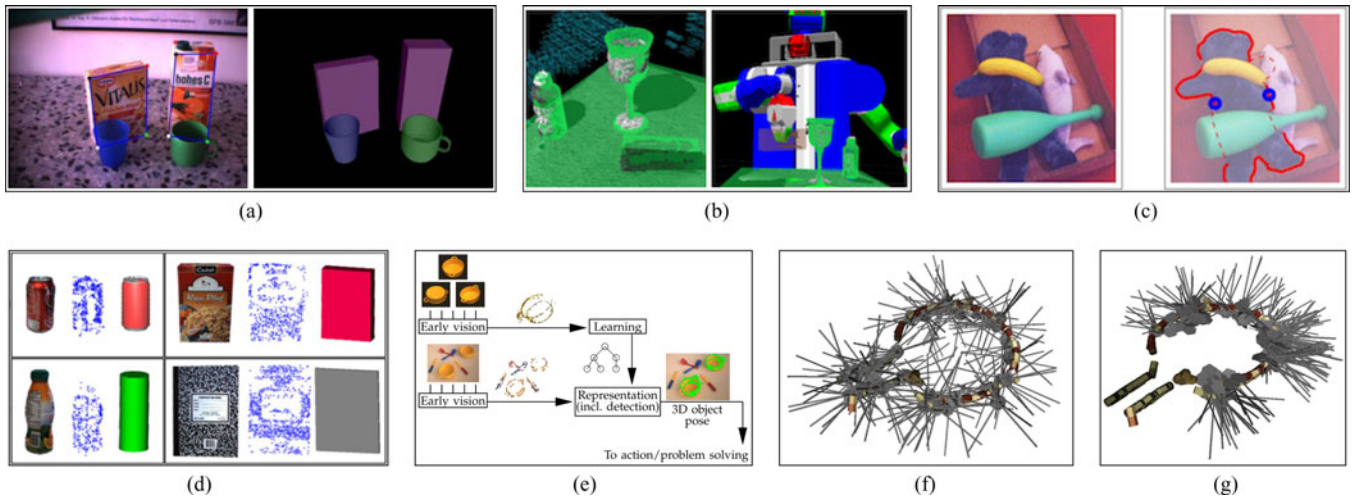 VITALIS
hohes C
(a)
(b)
(c)
Early vision
Learning
Early vision
Representation
(incl. detection)
3D object
pose
To action/problem solving
(d)
(e)
(f)
(g)